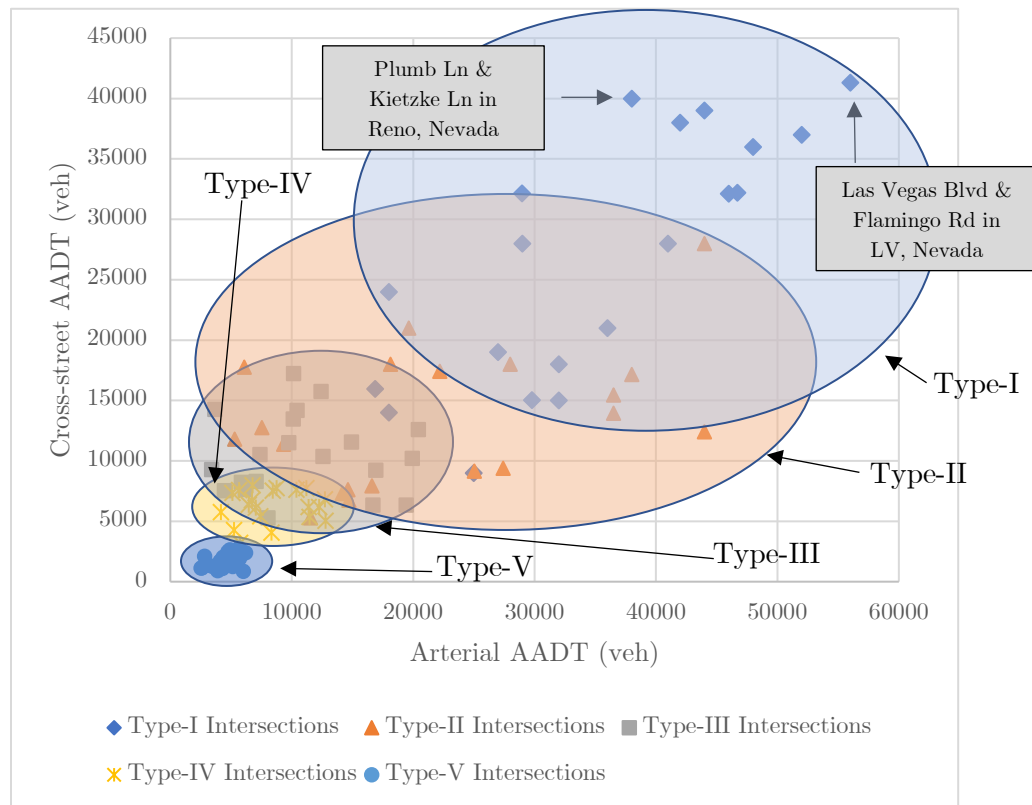 45000
40000
35000
30000
25000
20000
15000
10000
5000
0
Cross-street AADT (veh)
Plumb Ln &
Kietzke Ln in
Reno, Nevada
Type-IV
Las Vegas Blvd &
Flamingo Rd in
LV, Nevada
Type-I
Type-II
Type-III
Type-V
0 10000 20000 30000 40000 50000 60000
Arterial AADT (veh)
Type-I Intersections Type-II Intersections Type-III Intersections
Type-IV Intersections Type-V Intersections